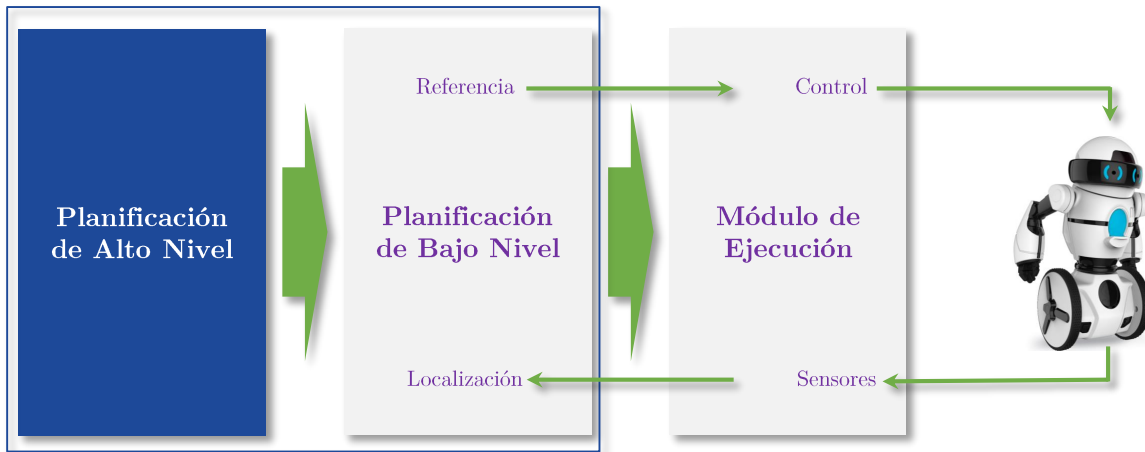 Planificación
de Alto Nivel
Referencia
Planificación
de Bajo Nivel
Localización
Control
Módulo de
Ejecución
Sensores